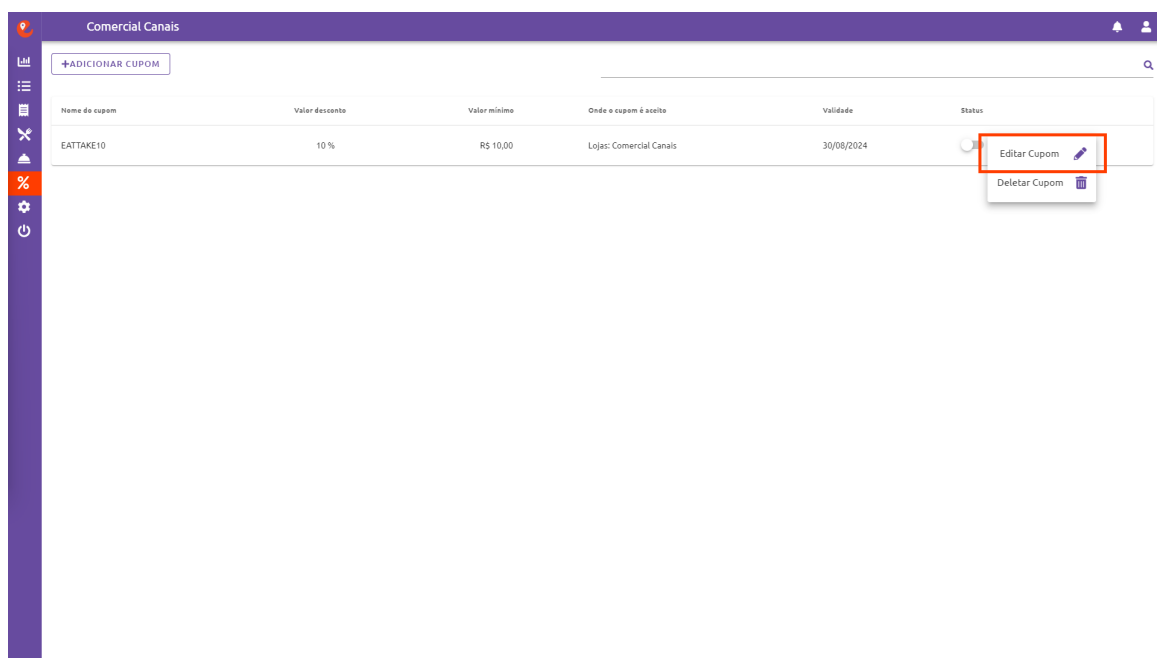 Comercial Canais
+ADICIONAR CUPOM
Nome do cupom Valor desconto Valor mínimo Onde o cupom é aceito Validade Status
EATTAKE10 10 % R$ 10,00 Lojas: Comercial Canais 30/08/2024
Editar Cupom
Deletar Cupom